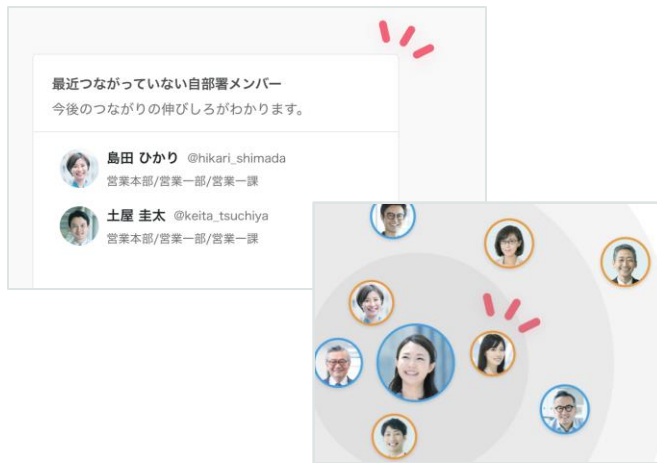 最近つながっていない自部署メンバー
今後のつながりの伸びしろがわかります。
島田 ひかり @hikari_shimada
営業本部/営業一部/営業一課
土屋 圭太 @keita_tsuchiya
営業本部/営業一部/営業一課